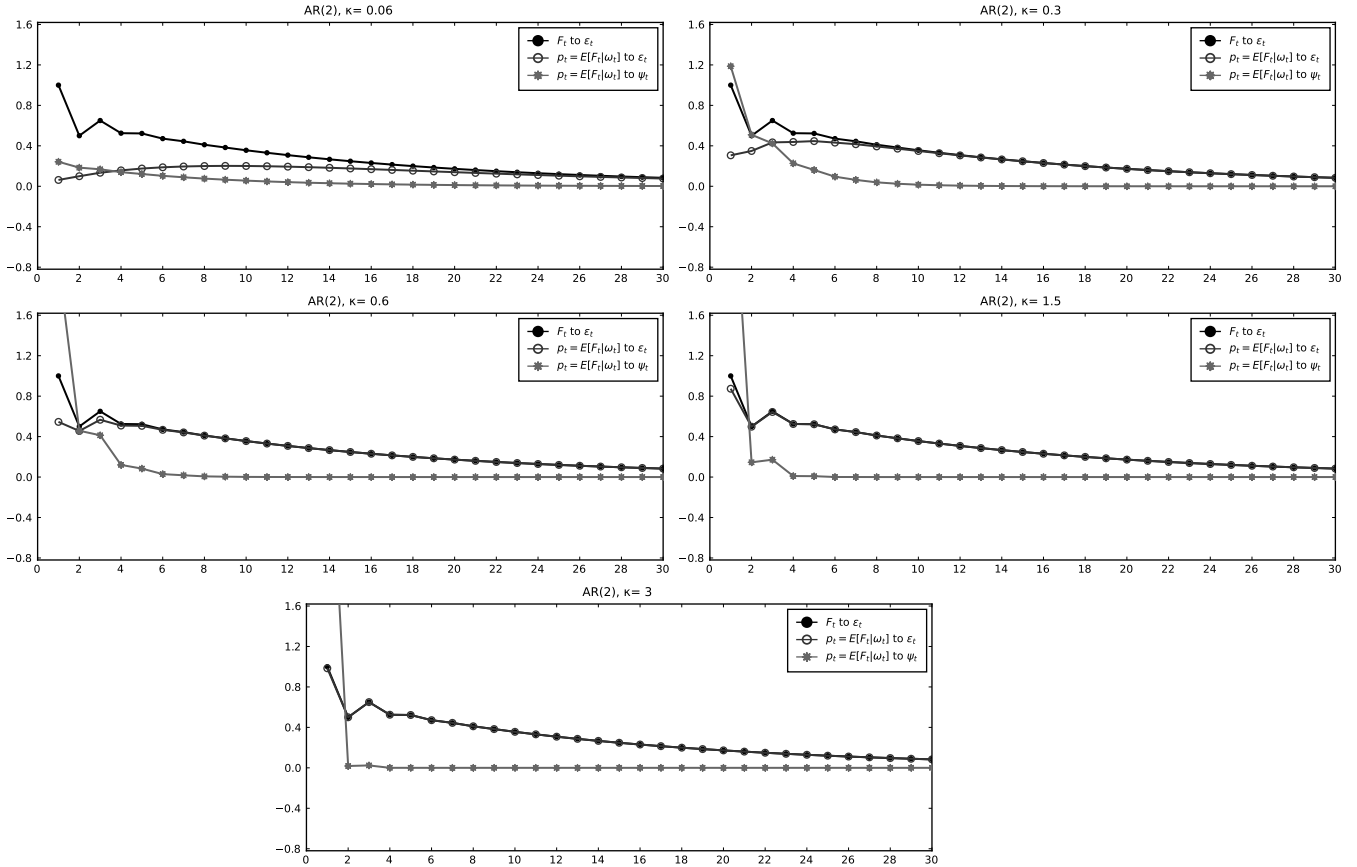 AR(2), κ= 0.06
1.6
1.2
0.8
0.4
0.0
−0.4
−0.8
0 2 4 6 8 10 12 14 16 18 20 22 24 26 28 30
F_t to ε_t
p_t = E[F_t|ω_t] to ε_t
p_t = E[F_t|ω_t] to ψ_t
AR(2), κ= 0.3
1.6
1.2
0.8
0.4
0.0
−0.4
−0.8
0 2 4 6 8 10 12 14 16 18 20 22 24 26 28 30
F_t to ε_t
p_t = E[F_t|ω_t] to ε_t
p_t = E[F_t|ω_t] to ψ_t
AR(2), κ= 0.6
1.6
1.2
0.8
0.4
0.0
−0.4
−0.8
0 2 4 6 8 10 12 14 16 18 20 22 24 26 28 30
F_t to ε_t
p_t = E[F_t|ω_t] to ε_t
p_t = E[F_t|ω_t] to ψ_t
AR(2), κ= 1.5
1.6
1.2
0.8
0.4
0.0
−0.4
−0.8
0 2 4 6 8 10 12 14 16 18 20 22 24 26 28 30
F_t to ε_t
p_t = E[F_t|ω_t] to ε_t
p_t = E[F_t|ω_t] to ψ_t
AR(2), κ= 3
1.6
1.2
0.8
0.4
0.0
−0.4
−0.8
0 2 4 6 8 10 12 14 16 18 20 22 24 26 28 30
F_t to ε_t
p_t = E[F_t|ω_t] to ε_t
p_t = E[F_t|ω_t] to ψ_t